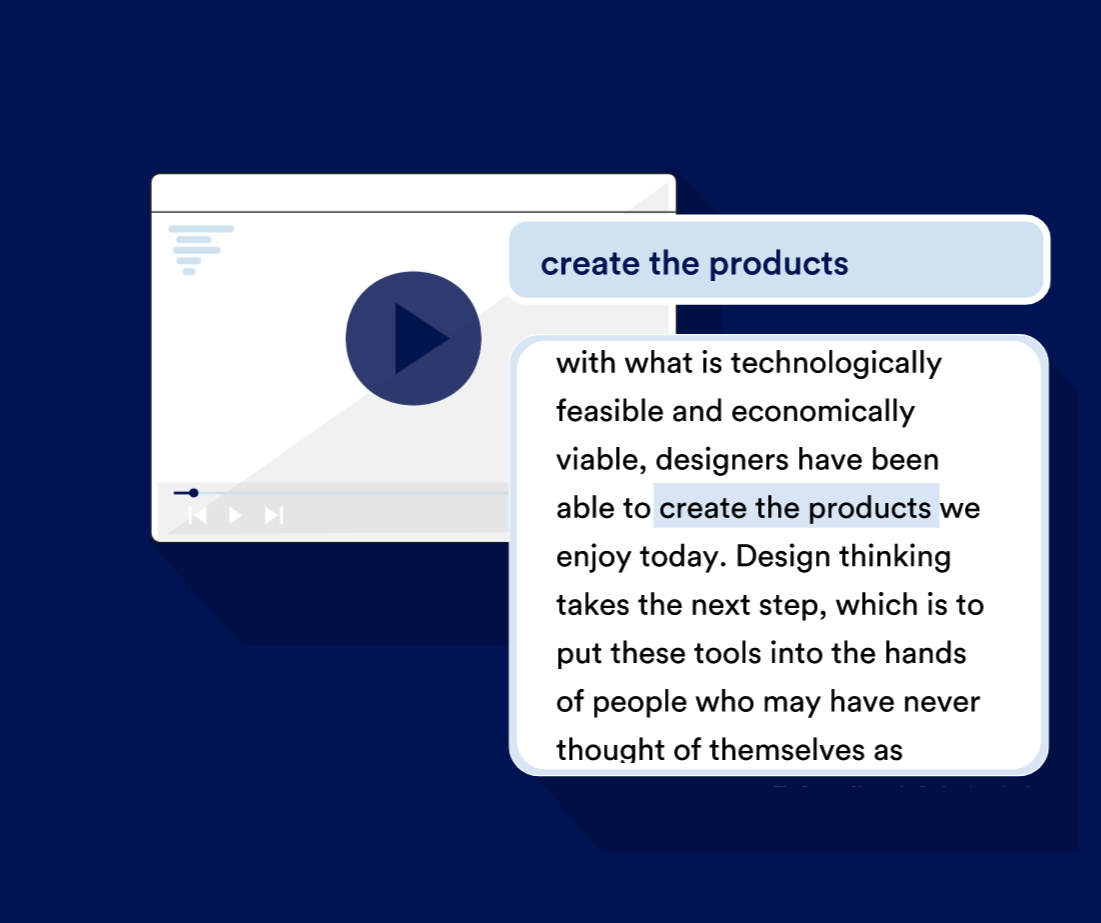 create the products
with what is technologically
feasible and economically
viable, designers have been
able to create the products we
enjoy today. Design thinking
takes the next step, which is to
put these tools into the hands
of people who may have never
thought of themselves as